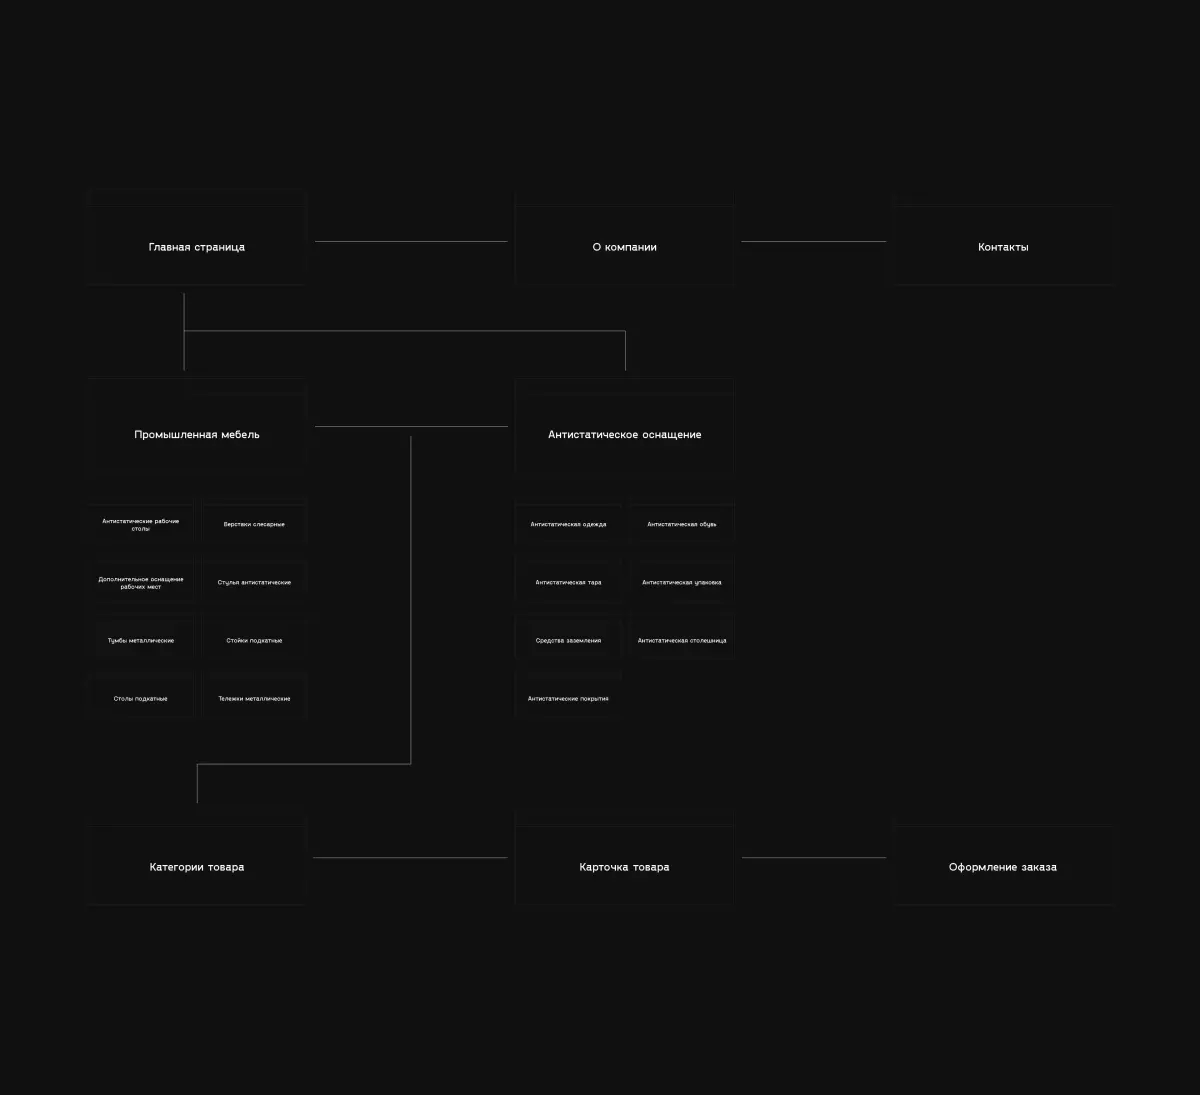 Главная страница
О компании
Контакты
Промышленная мебель
Антистатическое оснащение
Антистатические рабочие
столы
Верстаки слесарные
Антистатическая одежда
Антистатическая обувь
Дополнительное оснащение
рабочих мест
Стулья антистатические
Антистатическая тара
Антистатическая упаковка
Тумбы металлические
Стойки подкатные
Средства заземления
Антистатическая столешница
Столы подкатные
Тележки металлические
Антистатические покрытия
Категории товара
Карточка товара
Оформление заказа